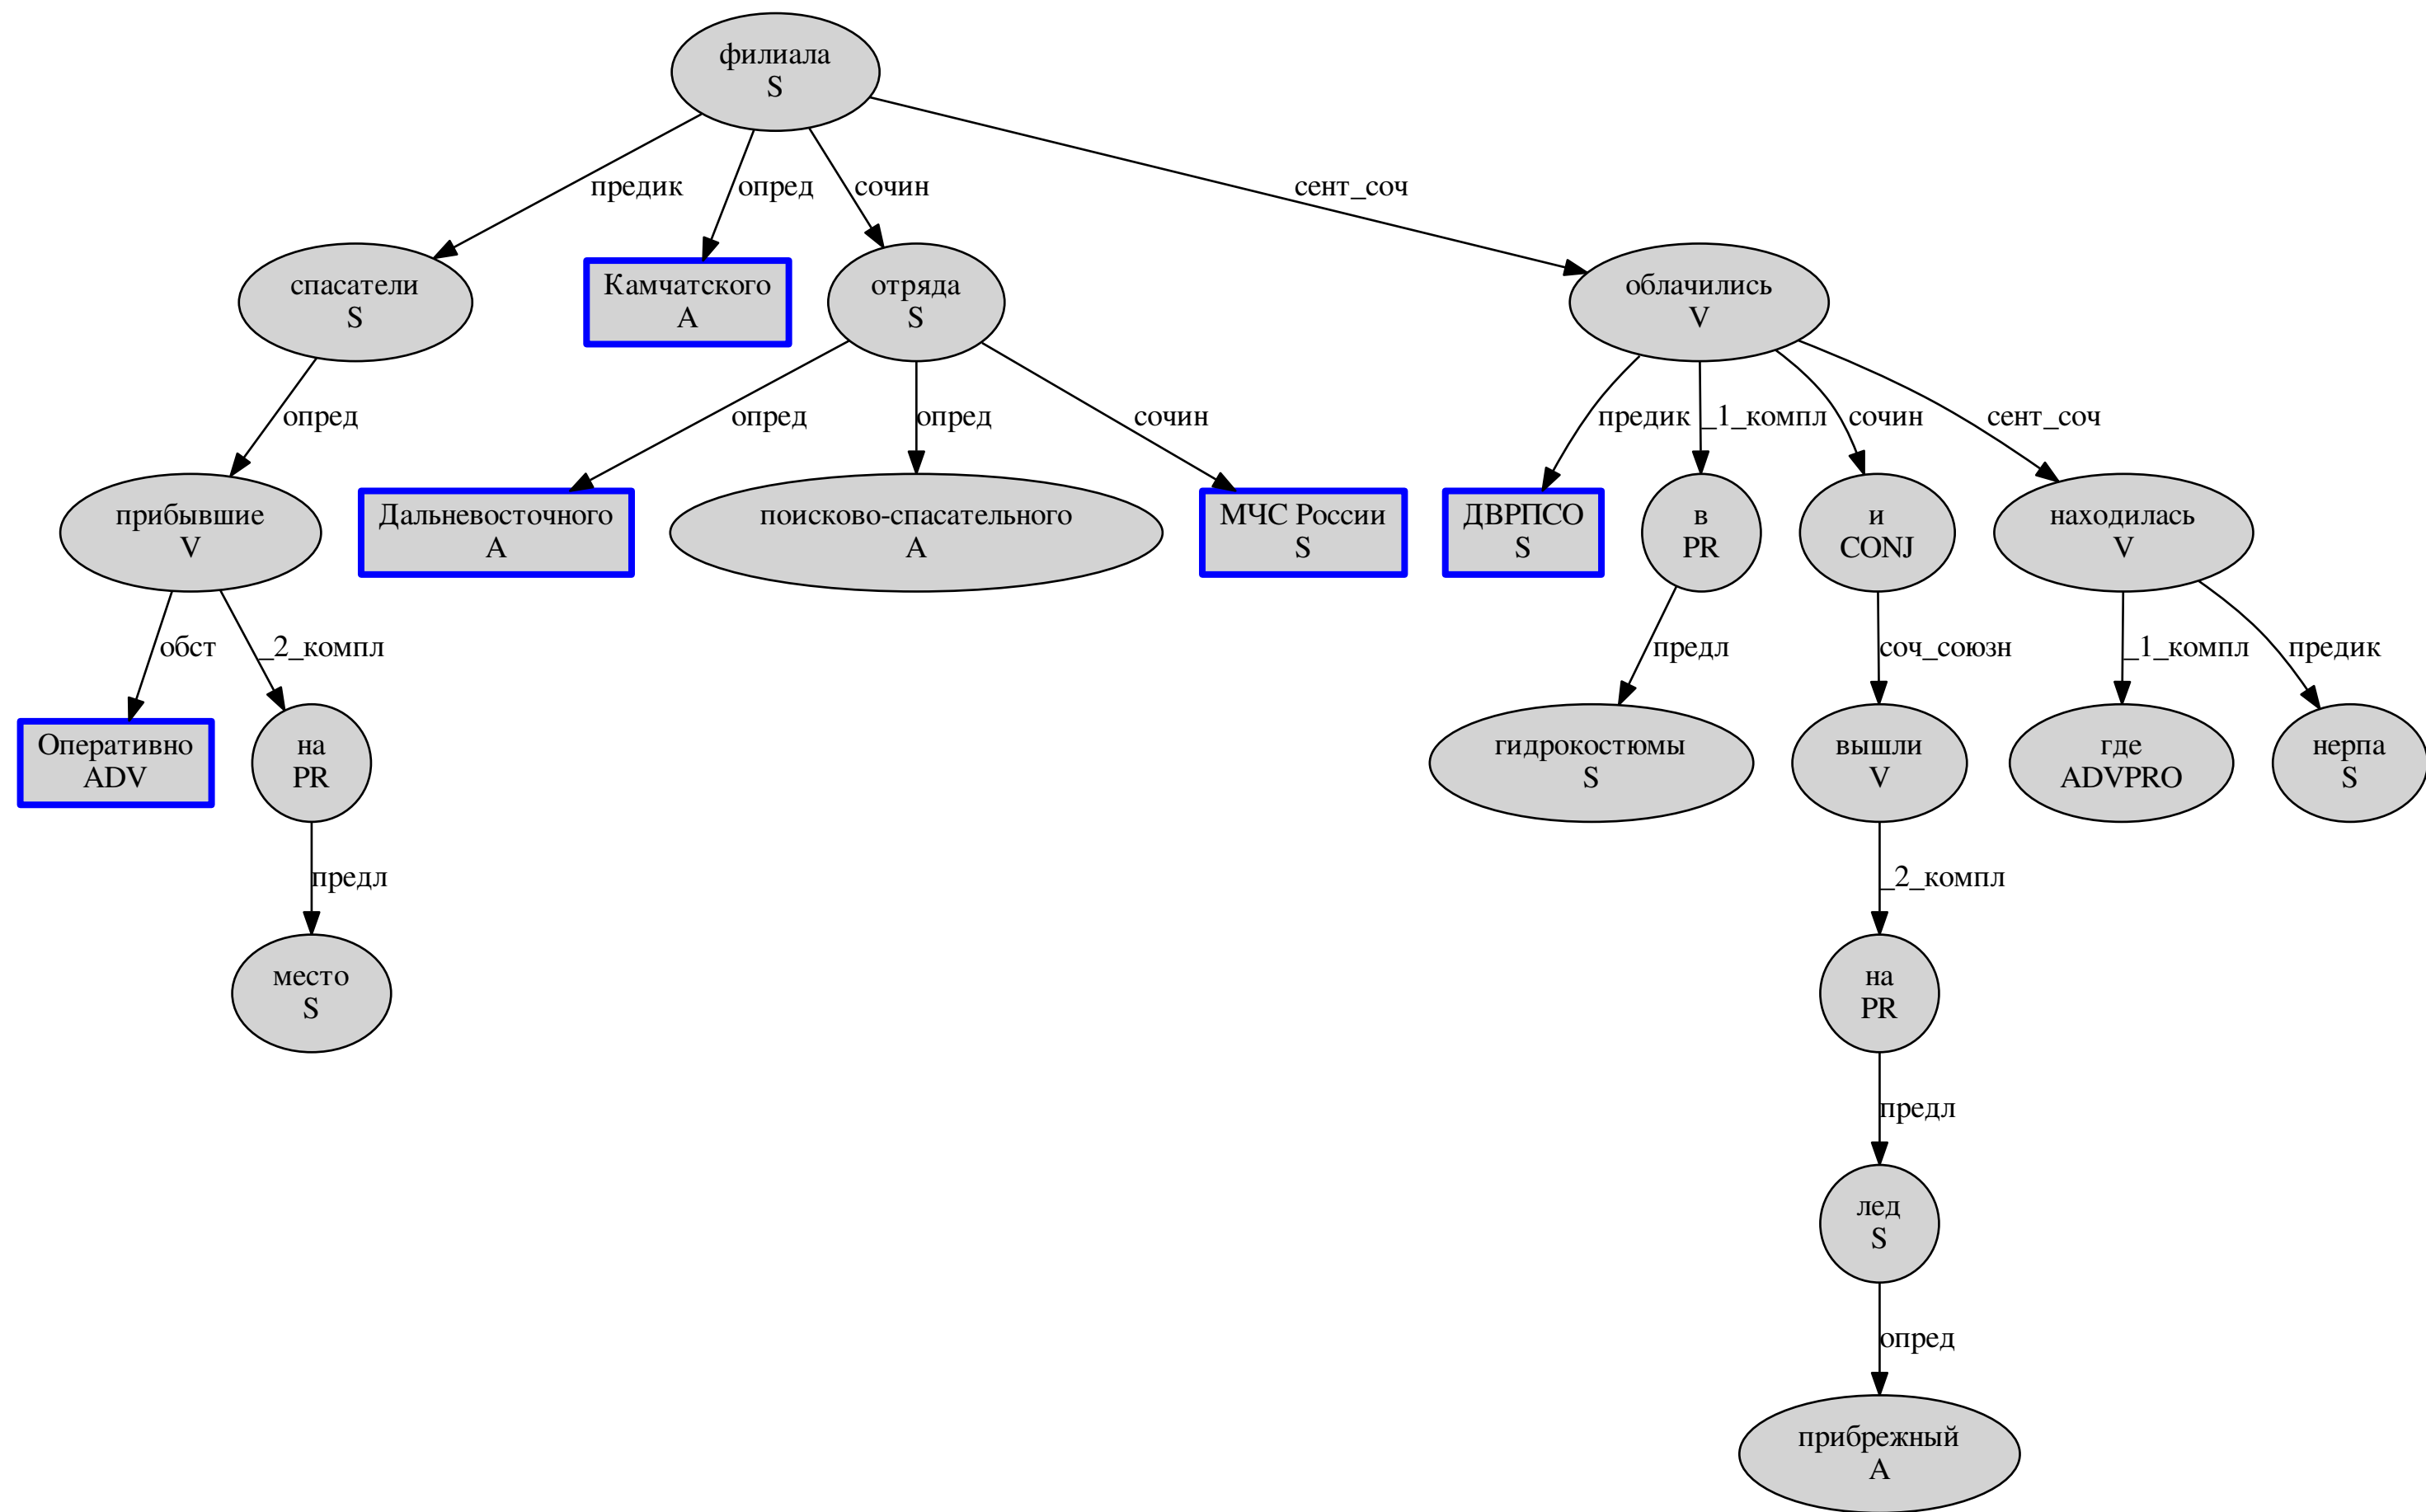 филиала
S
предик
опред
сочин
сент_соч
спасатели
S
Камчатского
A
отряда
S
облачились
V
опред
опред
опред
сочин
предик
_1_компл
сочин
сент_соч
прибывшие
V
Дальневосточного
A
поисково-спасательного
A
МЧС России
S
ДВРПСО
S
в
PR
и
CONJ
находилась
V
обст
_2_компл
предл
соч_союзн
_1_компл
предик
Оперативно
ADV
на
PR
гидрокостюмы
S
вышли
V
где
ADVPRO
нерпа
S
предл
_2_компл
место
S
на
PR
предл
лед
S
опред
прибрежный
A